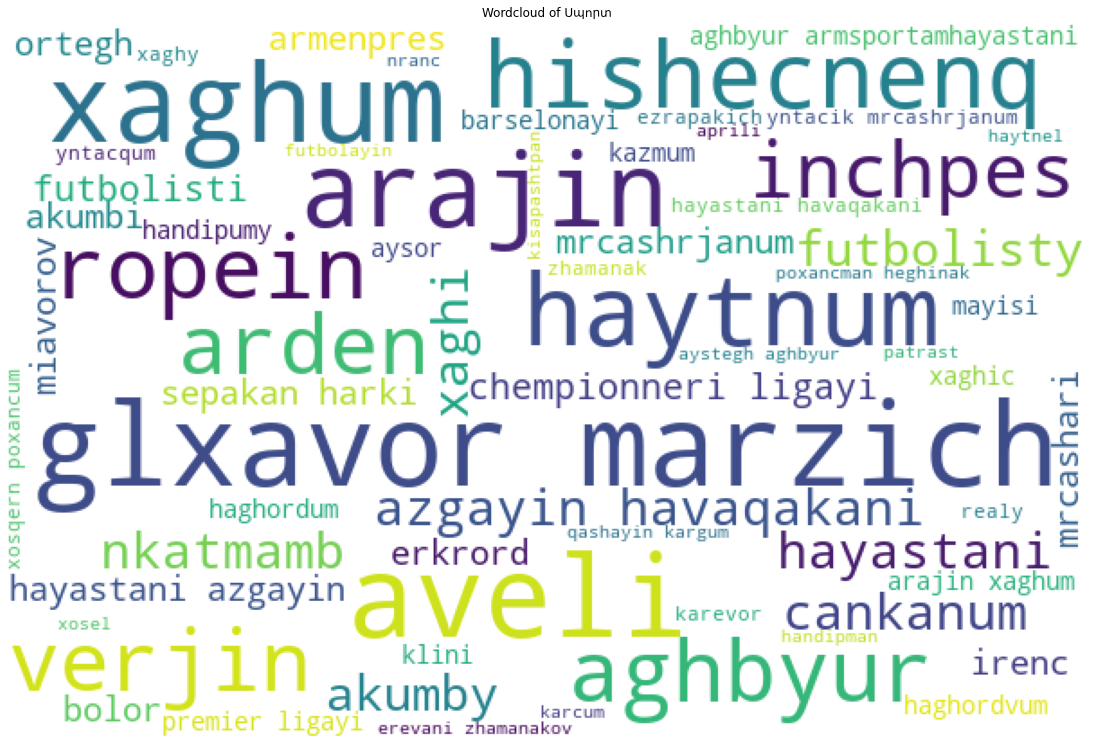 Wordcloud of Սպորտ
ortegh
xaghy
armenpres
nranc
aghbyur armsportamhayastani
xaghum
hishecnenq
barselonayi
ezrapakich
yntacik mrcashrjanum
aprili
haytnel
yntacqum
futbolayin
kisapashtpan
kazmum
inchpes
futbolisti
arajin
hayastani havaqakani
akumbi
handipumy
aysor
mrcashrjanum
futbolisty
ropein
zhamanak
poxancman heghinak
miavorov
xaghi
haytnum
mayisi
arden
aystegh aghbyur
patrast
sepakan harki
chempionneri ligayi
xaghic
xosqern poxancum
glxavor marzich
mrcashari
haghordum
azgayin havaqakani
realy
nkatmamb
erkrord
qashayin kargum
hayastani
hayastani azgayin
aveli
arajin xaghum
xosel
karevor
cankanum
verjin
klini
handipman
aghbyur
irenc
bolor
akumby
premier ligayi
karcum
haghordvum
erevani zhamanakov